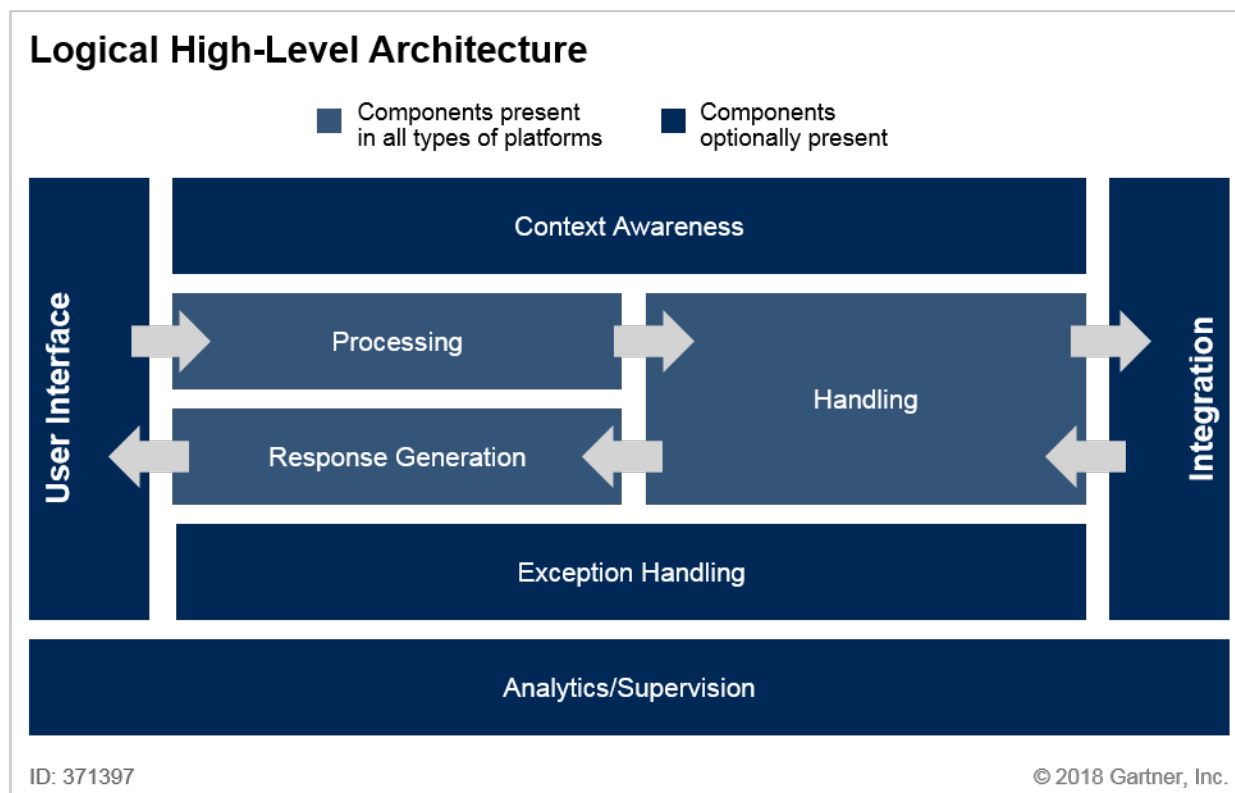 Logical High-Level Architecture
Components present
in all types of platforms
Components
optionally present
User Interface
Context Awareness
Processing
Handling
Response Generation
Integration
Exception Handling
Analytics/Supervision
ID: 371397
© 2018 Gartner, Inc.